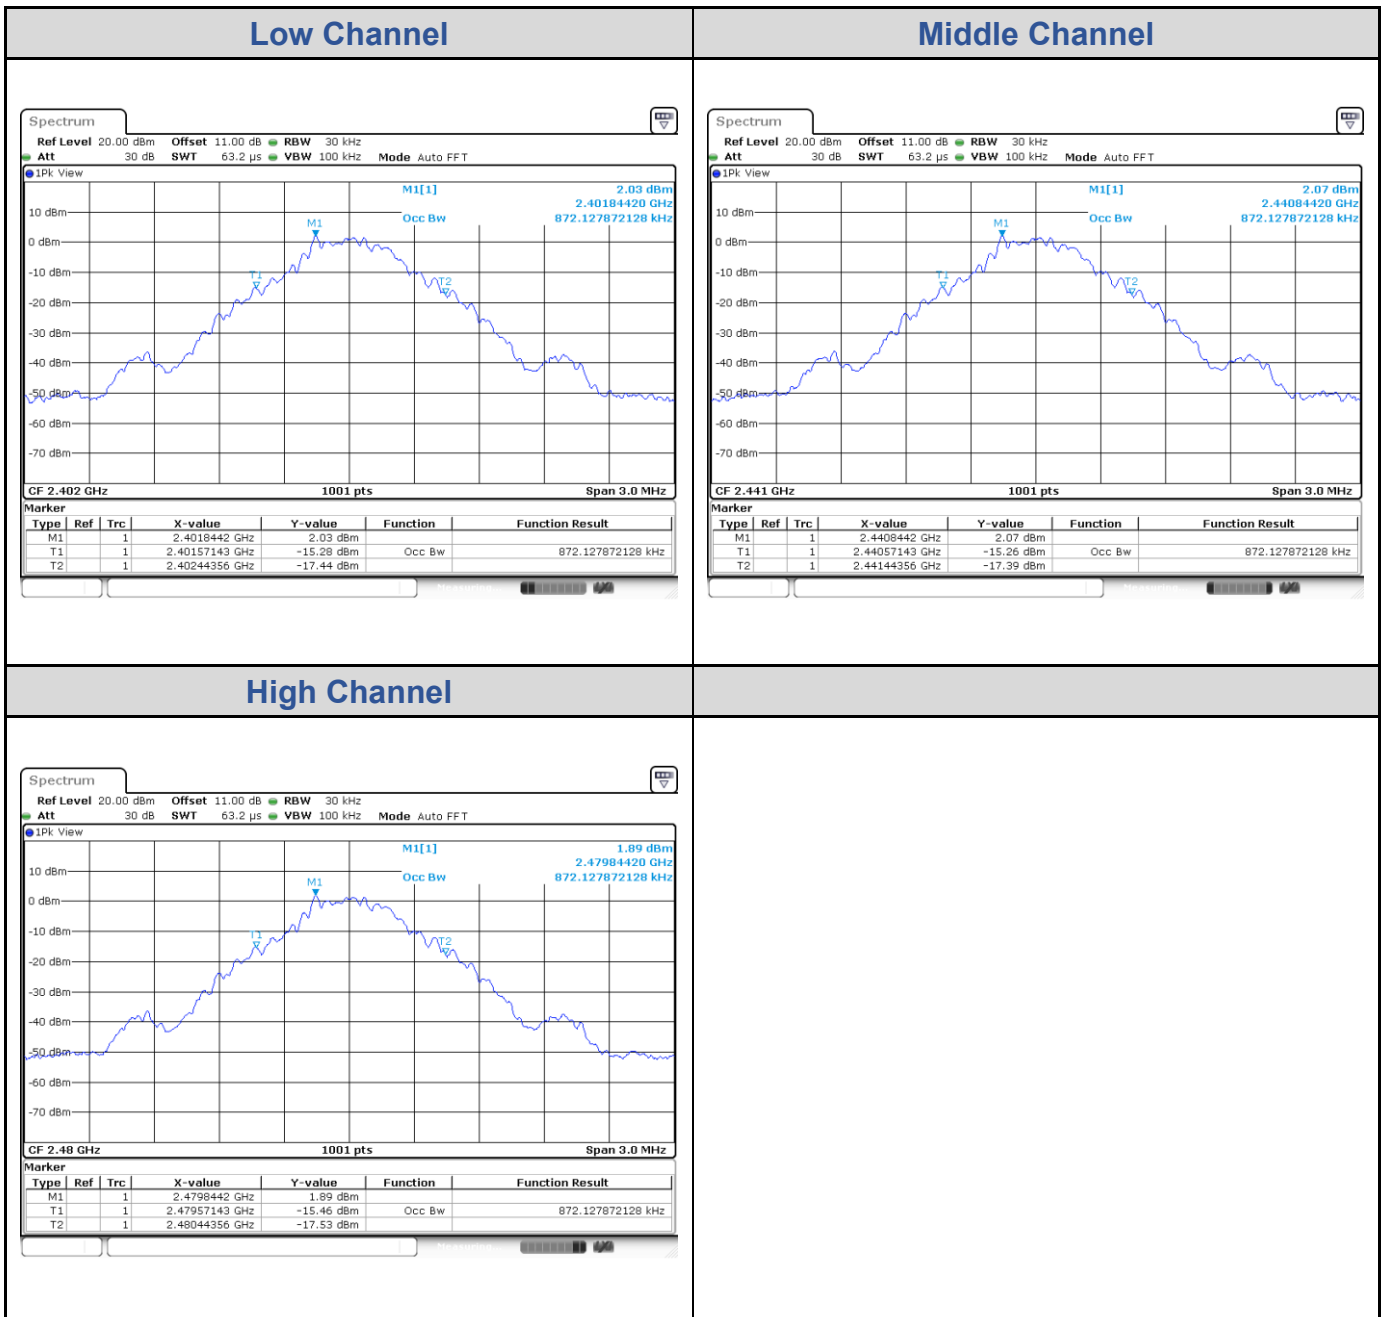 Low Channel
Middle Channel
Spectrum
Ref Level 20.00 dBm Offset 11.00 dB RBW 30 kHz
Att 30 dB SWT 63.2 µs VBW 100 kHz Mode Auto FFT
1Pk View
M1[1] 2.03 dBm
2.40184420 GHz
Occ Bw 872.127872128 kHz
10 dBm
M1
0 dBm
-10 dBm
T1
T2
-20 dBm
-30 dBm
-40 dBm
-50 dBm
-60 dBm
-70 dBm
CF 2.402 GHz 1001 pts Span 3.0 MHz
Marker
Type Ref Trc X-value Y-value Function Function Result
M1 1 2.4018442 GHz 2.03 dBm
T1 1 2.40157143 GHz -15.28 dBm Occ Bw 872.127872128 kHz
T2 1 2.40244356 GHz -17.44 dBm
Measuring...
Spectrum
Ref Level 20.00 dBm Offset 11.00 dB RBW 30 kHz
Att 30 dB SWT 63.2 µs VBW 100 kHz Mode Auto FFT
1Pk View
M1[1] 2.07 dBm
2.44084420 GHz
Occ Bw 872.127872128 kHz
10 dBm
M1
0 dBm
-10 dBm
T1
T2
-20 dBm
-30 dBm
-40 dBm
-50 dBm
-60 dBm
-70 dBm
CF 2.441 GHz 1001 pts Span 3.0 MHz
Marker
Type Ref Trc X-value Y-value Function Function Result
M1 1 2.4408442 GHz 2.07 dBm
T1 1 2.44057143 GHz -15.26 dBm Occ Bw 872.127872128 kHz
T2 1 2.44144356 GHz -17.39 dBm
Measuring...
High Channel
Spectrum
Ref Level 20.00 dBm Offset 11.00 dB RBW 30 kHz
Att 30 dB SWT 63.2 µs VBW 100 kHz Mode Auto FFT
1Pk View
M1[1] 1.89 dBm
2.47984420 GHz
Occ Bw 872.127872128 kHz
10 dBm
M1
0 dBm
-10 dBm
T1
T2
-20 dBm
-30 dBm
-40 dBm
-50 dBm
-60 dBm
-70 dBm
CF 2.48 GHz 1001 pts Span 3.0 MHz
Marker
Type Ref Trc X-value Y-value Function Function Result
M1 1 2.4798442 GHz 1.89 dBm
T1 1 2.47957143 GHz -15.46 dBm Occ Bw 872.127872128 kHz
T2 1 2.48044356 GHz -17.53 dBm
Measuring...